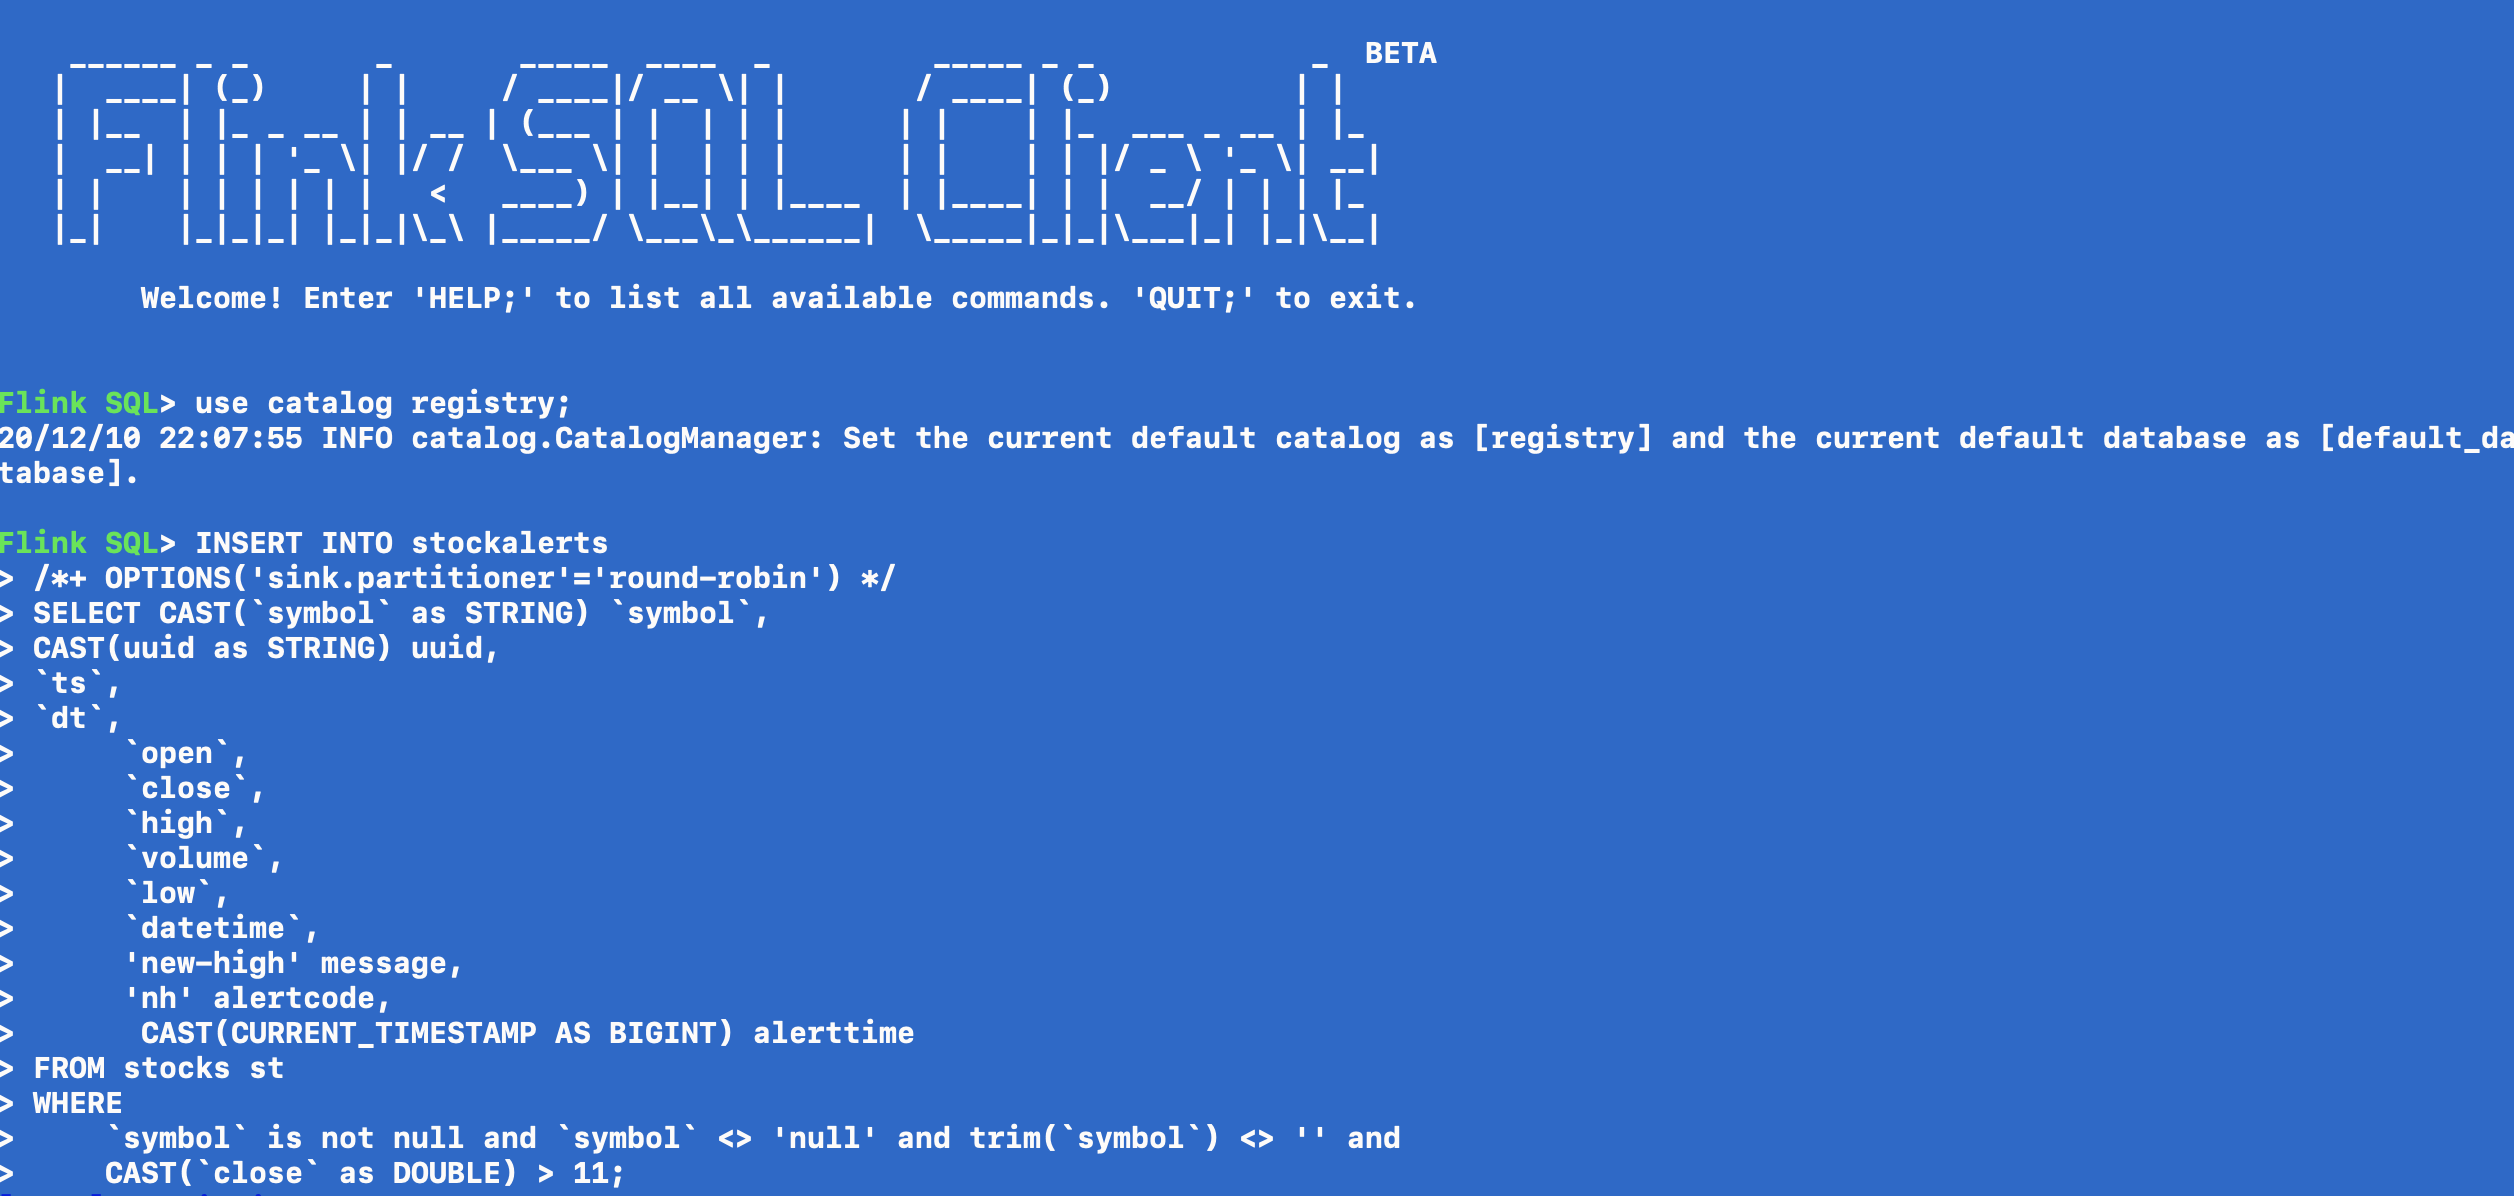 BETA
Flink SQL Client
Welcome! Enter 'HELP;' to list all available commands. 'QUIT;' to exit.
Flink SQL> use catalog registry;
20/12/10 22:07:55 INFO catalog.CatalogManager: Set the current default catalog as [registry] and the current default database as [default_da
tabase].
Flink SQL> INSERT INTO stockalerts
> /*+ OPTIONS('sink.partitioner'='round-robin') */
> SELECT CAST(`symbol` as STRING) `symbol`,
> CAST(uuid as STRING) uuid,
> `ts`,
> `dt`,
>      `open`,
>      `close`,
>      `high`,
>      `volume`,
>      `low`,
>      `datetime`,
>      'new-high' message,
>      'nh' alertcode,
>       CAST(CURRENT_TIMESTAMP AS BIGINT) alerttime
> FROM stocks st
> WHERE
>     `symbol` is not null and `symbol` <> 'null' and trim(`symbol`) <> '' and
>     CAST(`close` as DOUBLE) > 11;